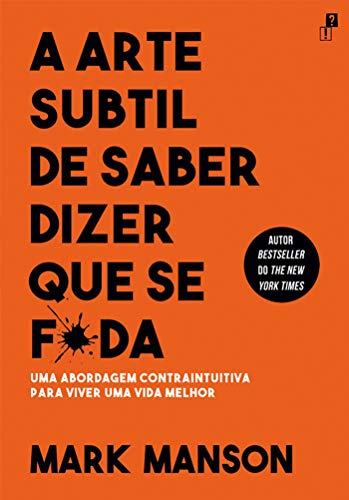 ?
!
A ARTE
SUBTIL
DE SABER
DIZER
QUE SE
F*DA
AUTOR
BESTSELLER
DO THE NEW
YORK TIMES
UMA ABORDAGEM CONTRAINTUITIVA
PARA VIVER UMA VIDA MELHOR
MARK MANSON